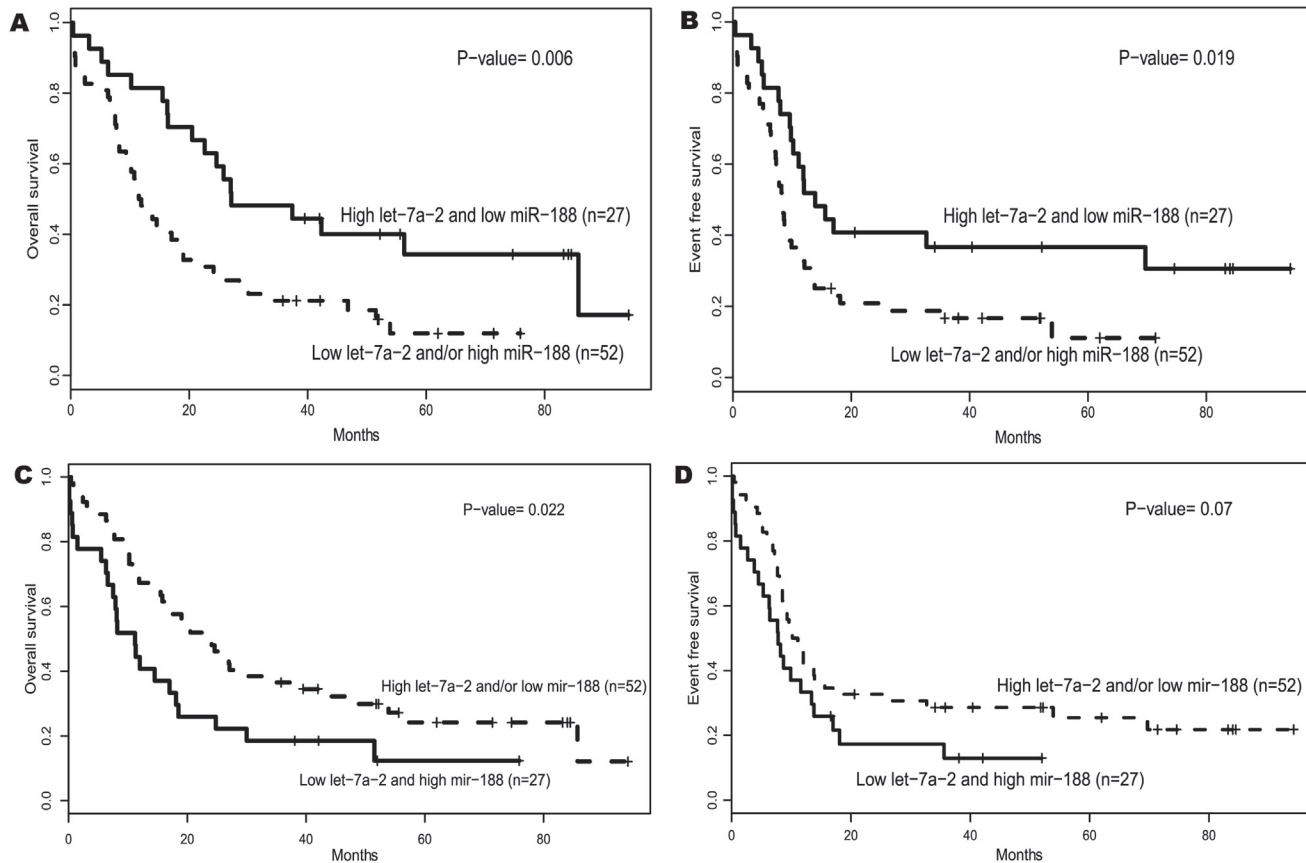 A
P-value= 0.006
Overall survival
1.0
0.8
0.6
0.4
0.2
0.0
High let-7a-2 and low miR-188 (n=27)
Low let-7a-2 and/or high miR-188 (n=52)
0 20 40 60 80
Months
B
P-value= 0.019
Event free survival
1.0
0.8
0.6
0.4
0.2
0.0
High let-7a-2 and low miR-188 (n=27)
Low let-7a-2 and/or high miR-188 (n=52)
0 20 40 60 80
Months
C
P-value= 0.022
Overall survival
1.0
0.8
0.6
0.4
0.2
0.0
High let-7a-2 and/or low mir-188 (n=52)
Low let-7a-2 and high mir-188 (n=27)
0 20 40 60 80
Months
D
P-value= 0.07
Event free survival
1.0
0.8
0.6
0.4
0.2
0.0
High let-7a-2 and/or low mir-188 (n=52)
Low let-7a-2 and high mir-188 (n=27)
0 20 40 60 80
Months